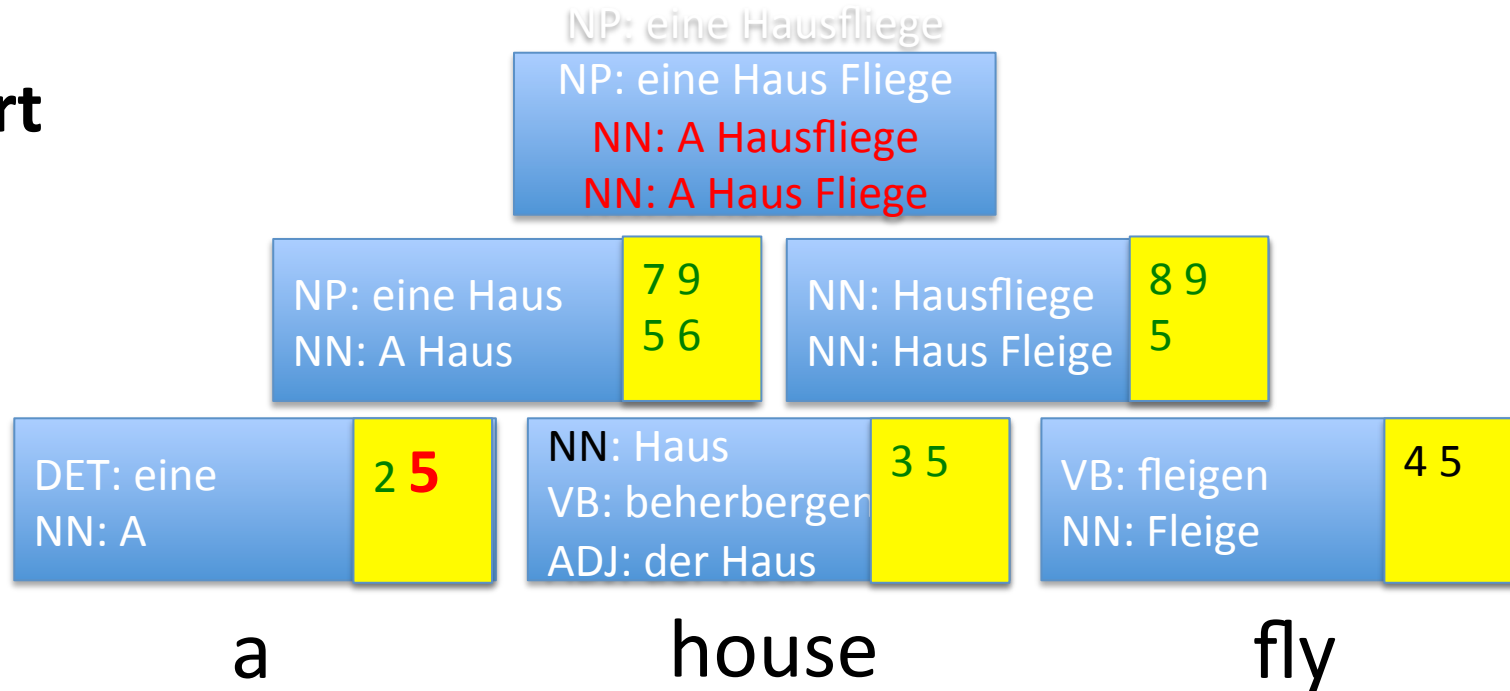 NP: eine Hausfliege
rt
NP: eine Haus Fliege
NN: A Hausfliege
NN: A Haus Fliege
NP: eine Haus
NN: A Haus
7 9
5 6
NN: Hausfliege
NN: Haus Fleige
8 9
5
DET: eine
NN: A
2 5
NN: Haus
VB: beherbergen
ADJ: der Haus
3 5
VB: fleigen
NN: Fleige
4 5
a house fly